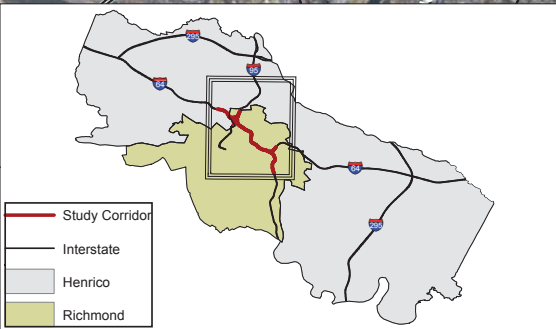 295
95
64
64
295
Study Corridor
Interstate
Henrico
Richmond